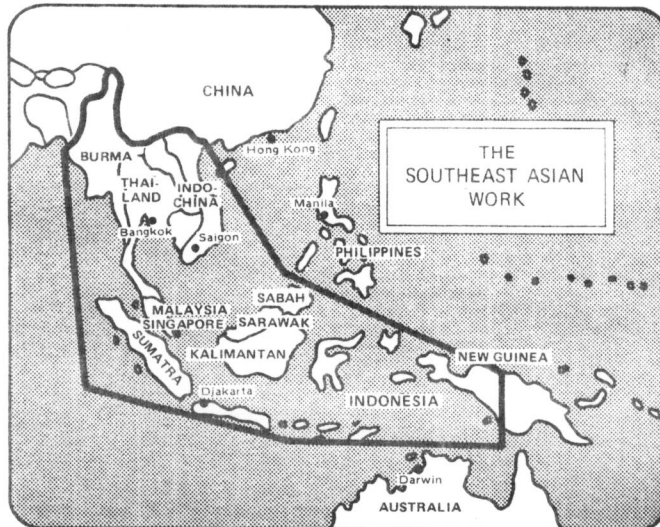 CHINA
Hong Kong
THE
SOUTHEAST ASIAN
WORK
BURMA
THAI-
LAND
INDO-
CHINA
Bangkok
Saigon
Manila
PHILIPPINES
SABAH
MALAYSIA
SINGAPORE
SARAWAK
SUMATRA
KALIMANTAN
NEW GUINEA
Djakarta
INDONESIA
Darwin
AUSTRALIA